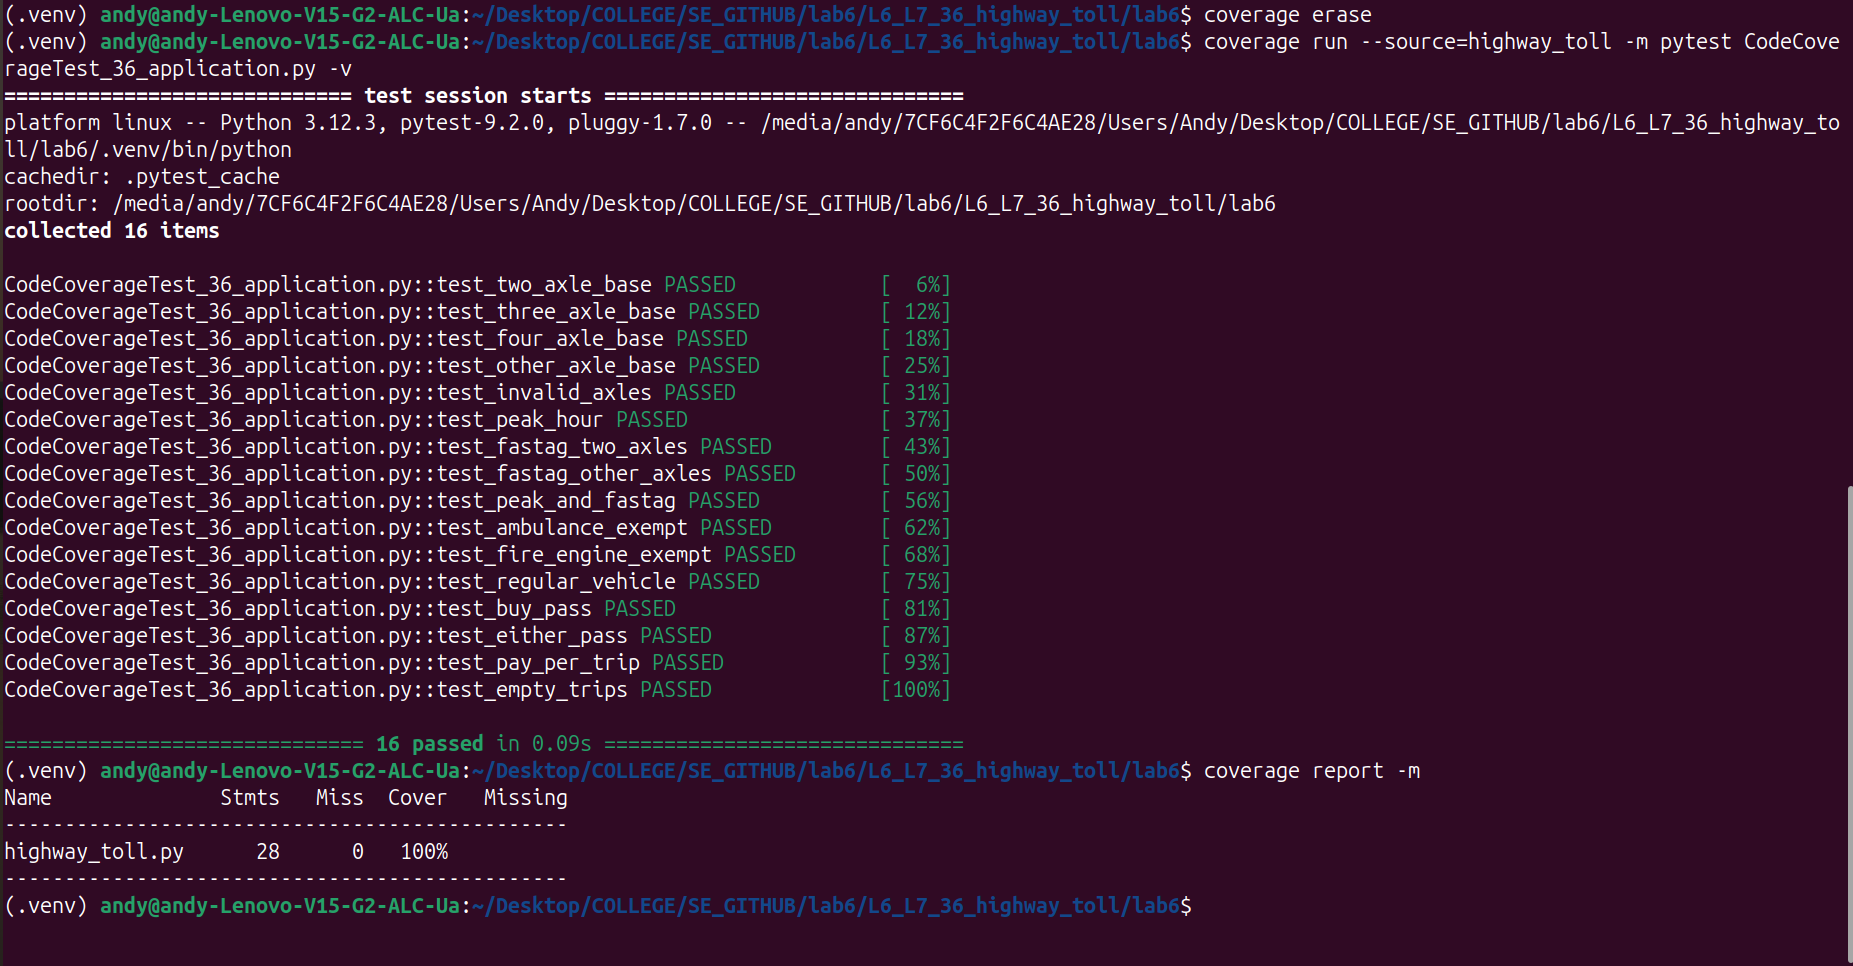 (.venv) andy@andy-Lenovo-V15-G2-ALC-Ua:~/Desktop/COLLEGE/SE_GITHUB/lab6/L6_L7_36_highway_toll/lab6$ coverage erase
(.venv) andy@andy-Lenovo-V15-G2-ALC-Ua:~/Desktop/COLLEGE/SE_GITHUB/lab6/L6_L7_36_highway_toll/lab6$ coverage run --source=highway_toll -m pytest CodeCove
rageTest_36_application.py -v
============================= test session starts ==============================
platform linux -- Python 3.12.3, pytest-9.2.0, pluggy-1.7.0 -- /media/andy/7CF6C4F2F6C4AE28/Users/Andy/Desktop/COLLEGE/SE_GITHUB/lab6/L6_L7_36_highway_to
ll/lab6/.venv/bin/python
cachedir: .pytest_cache
rootdir: /media/andy/7CF6C4F2F6C4AE28/Users/Andy/Desktop/COLLEGE/SE_GITHUB/lab6/L6_L7_36_highway_toll/lab6
collected 16 items
CodeCoverageTest_36_application.py::test_two_axle_base PASSED            [  6%]
CodeCoverageTest_36_application.py::test_three_axle_base PASSED          [ 12%]
CodeCoverageTest_36_application.py::test_four_axle_base PASSED           [ 18%]
CodeCoverageTest_36_application.py::test_other_axle_base PASSED          [ 25%]
CodeCoverageTest_36_application.py::test_invalid_axles PASSED            [ 31%]
CodeCoverageTest_36_application.py::test_peak_hour PASSED                [ 37%]
CodeCoverageTest_36_application.py::test_fastag_two_axles PASSED         [ 43%]
CodeCoverageTest_36_application.py::test_fastag_other_axles PASSED       [ 50%]
CodeCoverageTest_36_application.py::test_peak_and_fastag PASSED          [ 56%]
CodeCoverageTest_36_application.py::test_ambulance_exempt PASSED         [ 62%]
CodeCoverageTest_36_application.py::test_fire_engine_exempt PASSED       [ 68%]
CodeCoverageTest_36_application.py::test_regular_vehicle PASSED          [ 75%]
CodeCoverageTest_36_application.py::test_buy_pass PASSED                 [ 81%]
CodeCoverageTest_36_application.py::test_either_pass PASSED              [ 87%]
CodeCoverageTest_36_application.py::test_pay_per_trip PASSED             [ 93%]
CodeCoverageTest_36_application.py::test_empty_trips PASSED              [100%]
============================== 16 passed in 0.09s ==============================
(.venv) andy@andy-Lenovo-V15-G2-ALC-Ua:~/Desktop/COLLEGE/SE_GITHUB/lab6/L6_L7_36_highway_toll/lab6$ coverage report -m
Name              Stmts   Miss  Cover   Missing
-----------------------------------------------
highway_toll.py      28      0   100%
-----------------------------------------------
(.venv) andy@andy-Lenovo-V15-G2-ALC-Ua:~/Desktop/COLLEGE/SE_GITHUB/lab6/L6_L7_36_highway_toll/lab6$